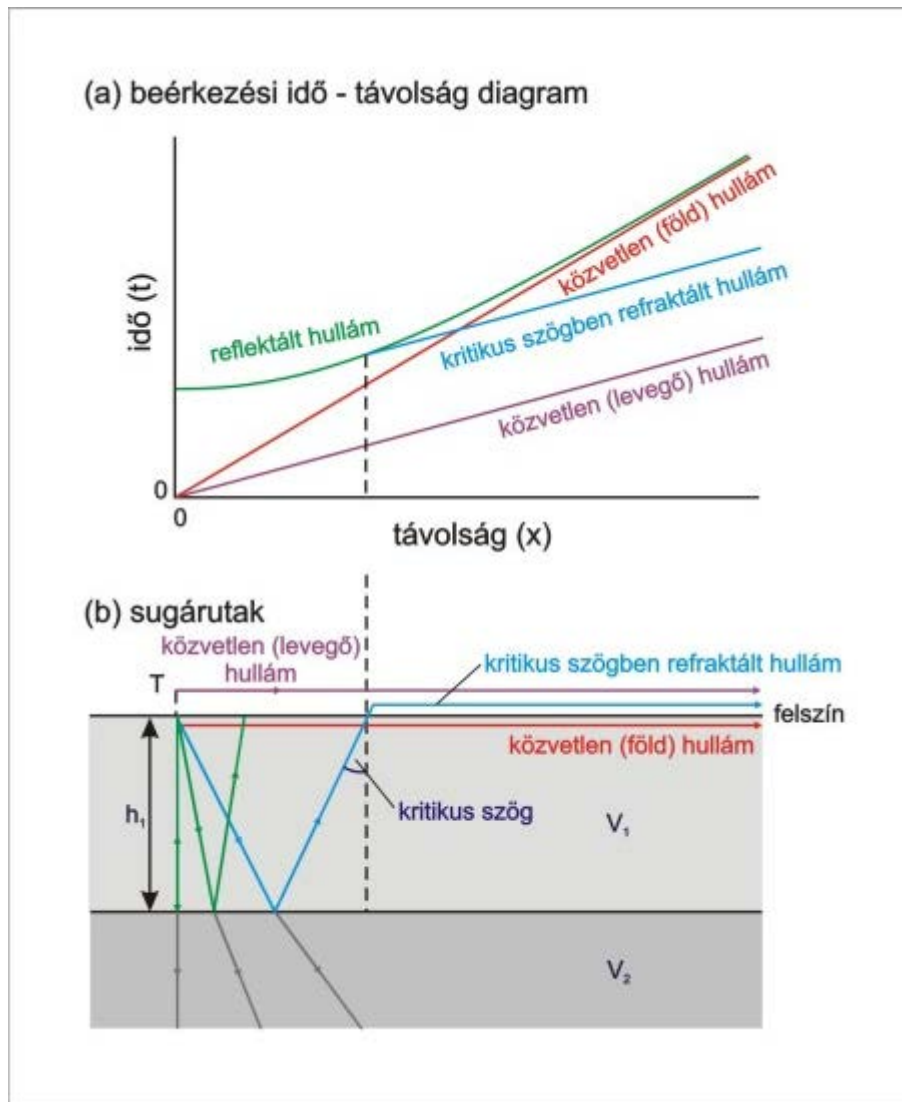 (a) beérkezési idő - távolság diagram
idő (t)
reflektált hullám
közvetlen (föld) hullám
kritikus szögben refraktált hullám
közvetlen (levegő) hullám
0
0
távolság (x)
(b) sugárutak
közvetlen (levegő)
hullám
kritikus szögben refraktált hullám
T
felszín
közvetlen (föld) hullám
kritikus szög
h₁
V₁
V₂